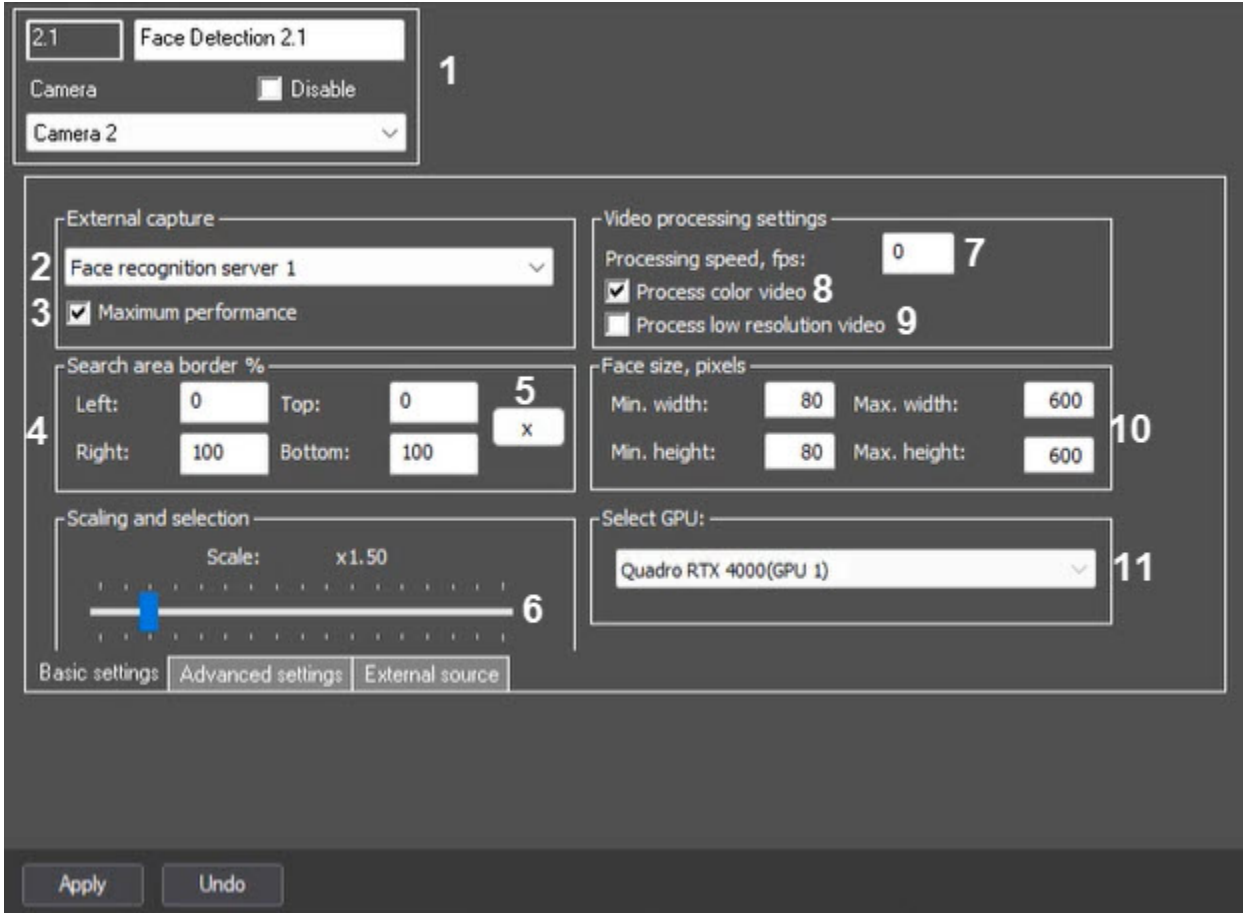 2.1 Face Detection 2.1
1
Camera Disable
Camera 2
External capture
2 Face recognition server 1
3 Maximum performance
Video processing settings
Processing speed, fps: 0 7
Process color video 8
Process low resolution video 9
Search area border %
Left: 0 Top: 0 5
4 x
Right: 100 Bottom: 100
Face size, pixels
Min. width: 80 Max. width: 600
10
Min. height: 80 Max. height: 600
Scaling and selection
Scale: x1.50
6
Select GPU:
Quadro RTX 4000(GPU 1) 11
Basic settings Advanced settings External source
Apply Undo